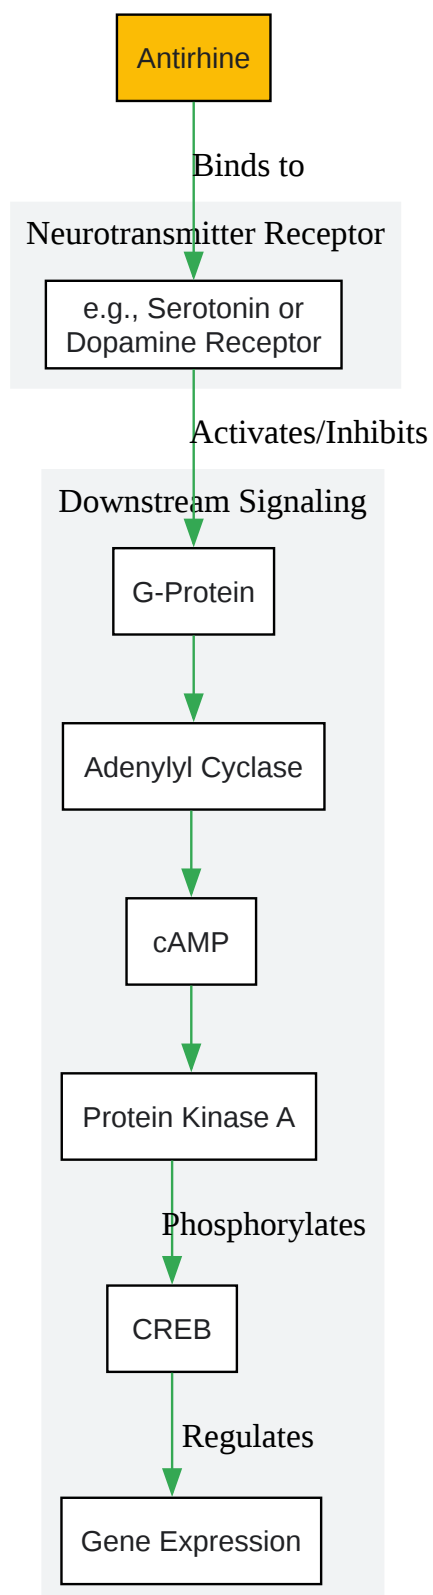 Antirhine
Binds to
Neurotransmitter Receptor
e.g., Serotonin or
Dopamine Receptor
Activates/Inhibits
Downstream Signaling
G-Protein
Adenylyl Cyclase
cAMP
Protein Kinase A
Phosphorylates
CREB
Regulates
Gene Expression